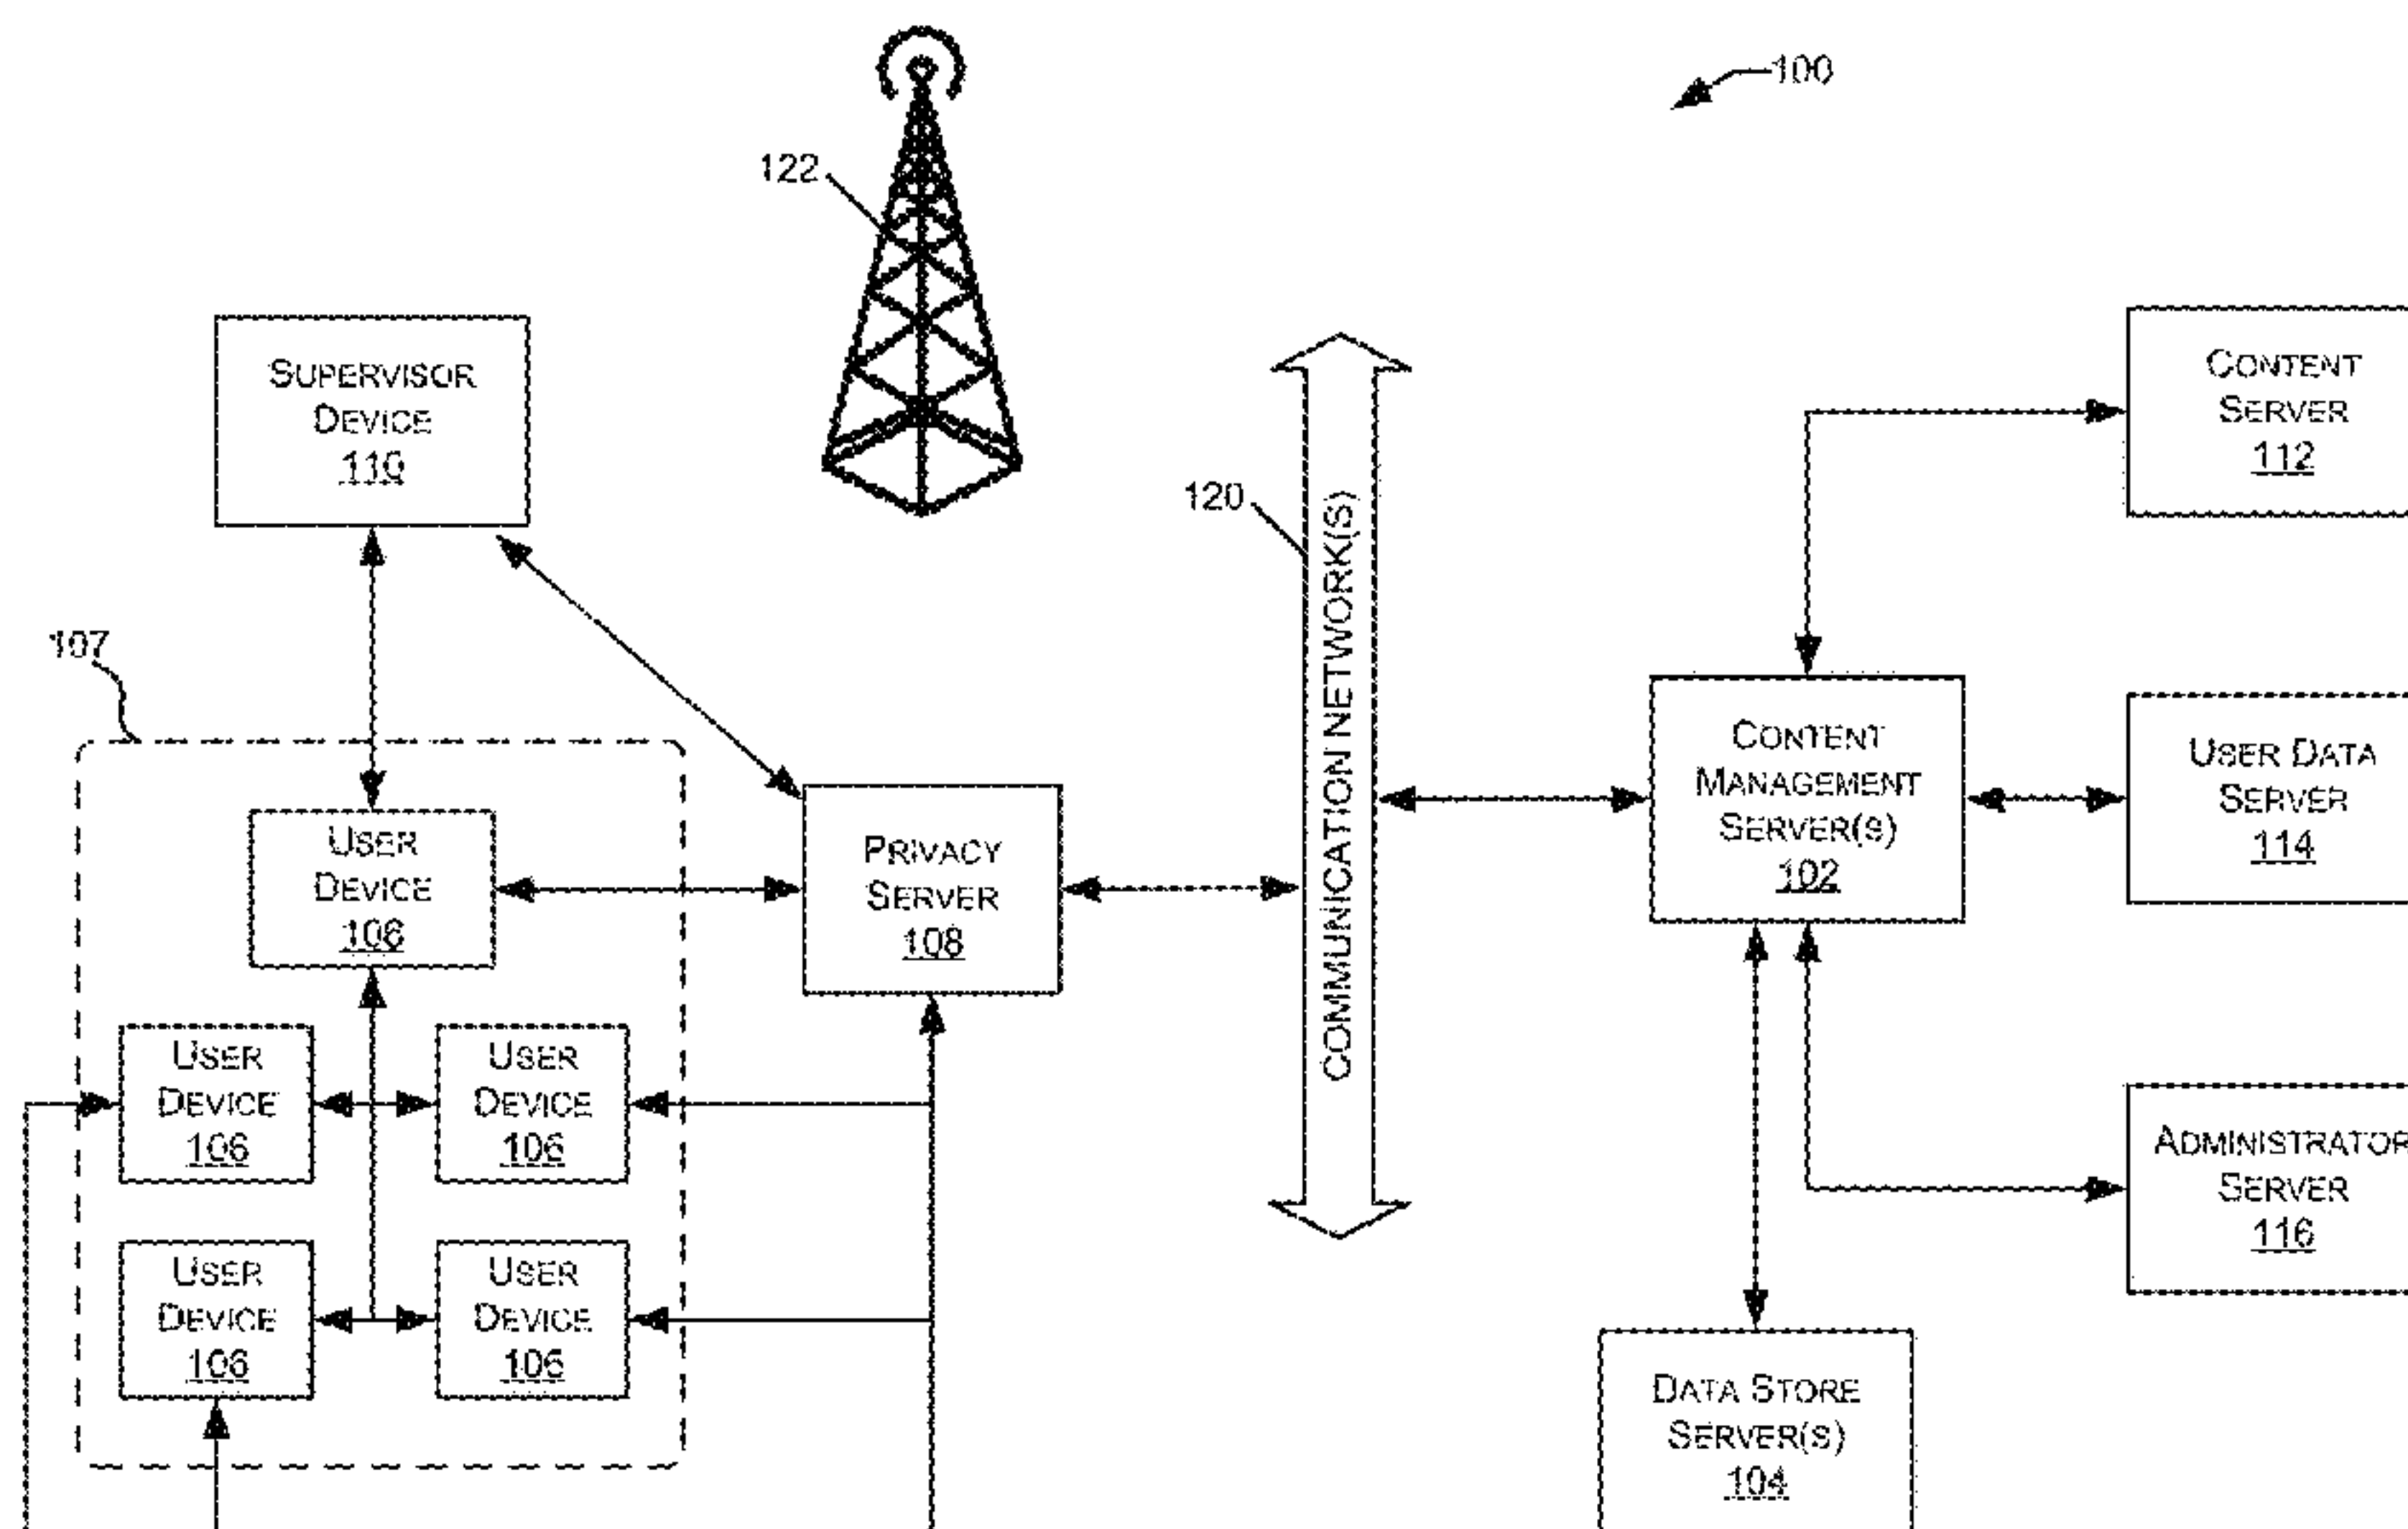 100
122
SUPERVISOR
DEVICE
110
CONTENT
SERVER
112
120
COMMUNICATION NETWORK(S)
107
CONTENT
MANAGEMENT
SERVER(S)
102
USER DATA
SERVER
114
USER
DEVICE
106
PRIVACY
SERVER
108
USER
DEVICE
106
USER
DEVICE
106
ADMINISTRATOR
SERVER
116
USER
DEVICE
106
USER
DEVICE
106
DATA STORE
SERVER(S)
104